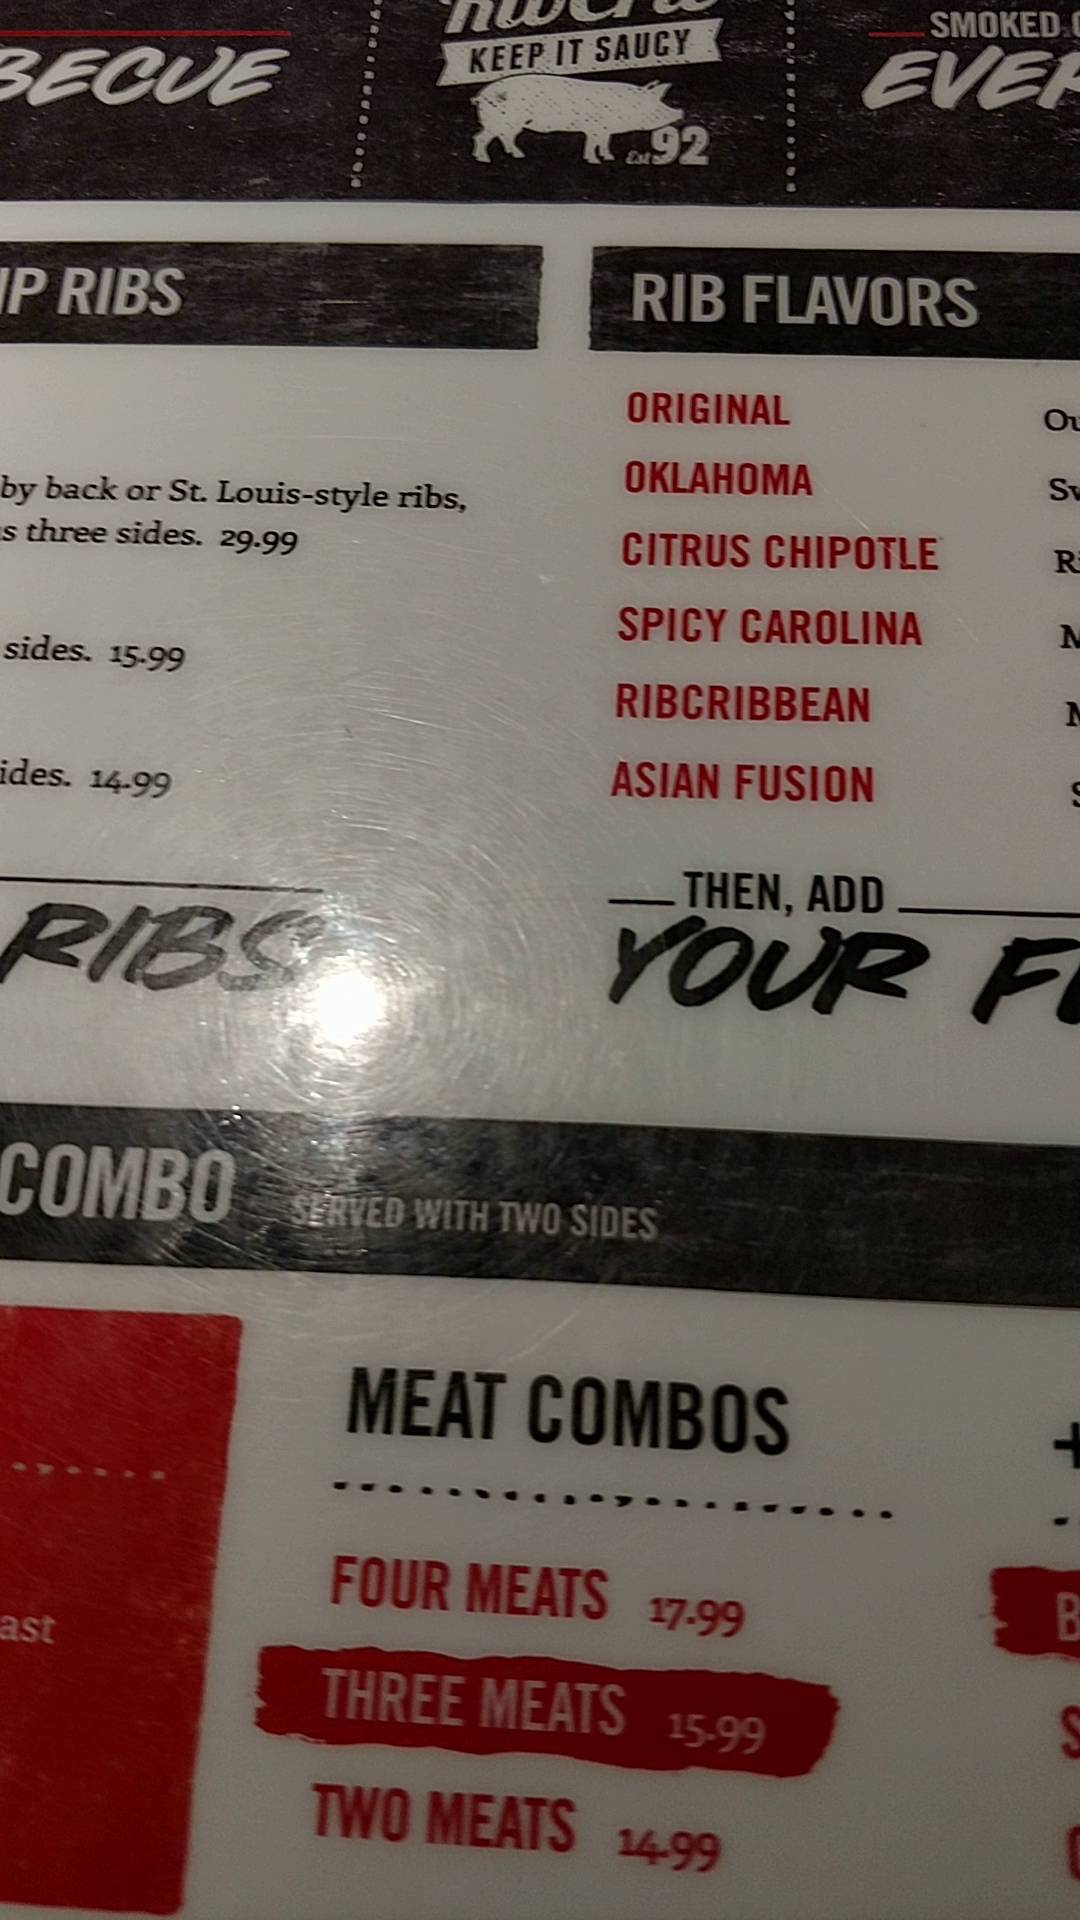 BECUE
KEEP IT SAUCY
Est 92
SMOKED
EVER
IP RIBS
by back or St. Louis-style ribs,
s three sides. 29.99
sides. 15.99
ides. 14.99
RIBS
RIB FLAVORS
ORIGINAL
OKLAHOMA
CITRUS CHIPOTLE
SPICY CAROLINA
RIBCRIBBEAN
ASIAN FUSION
THEN, ADD
YOUR
COMBO SERVED WITH TWO SIDES
ast
MEAT COMBOS
FOUR MEATS 17.99
THREE MEATS 15.99
TWO MEATS 14.99